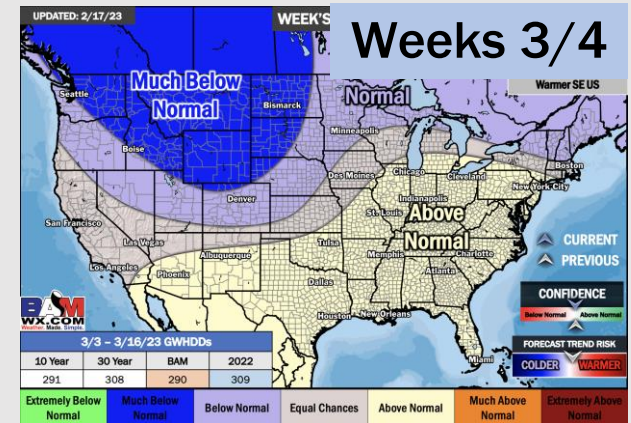 UPDATED: 2/17/23
WEEK'S
Weeks 3/4
Warmer SE US
Much Below
Normal
Normal
Seattle
Bismarck
Minneapolis
Boise
Boston
Des Moines
Chicago
Cleveland
New York City
Denver
Indianapolis
St. Louis
Above
Normal
San Francisco
Las Vegas
Tulsa
Memphis
Charlotte
Albuquerque
Los Angeles
Phoenix
Atlanta
Dallas
Houston
New Orleans
Miami
CURRENT
PREVIOUS
CONFIDENCE
Below Normal
Above Normal
FORECAST TREND RISK
COLDER
WARMER
BAM
WX.COM
Weather. Made. Simple.
3/3 – 3/16/23 GWHDDs
10 Year 30 Year BAM 2022
291 308 290 309
Extremely Below Normal
Much Below Normal
Below Normal
Equal Chances
Above Normal
Much Above Normal
Extremely Above Normal